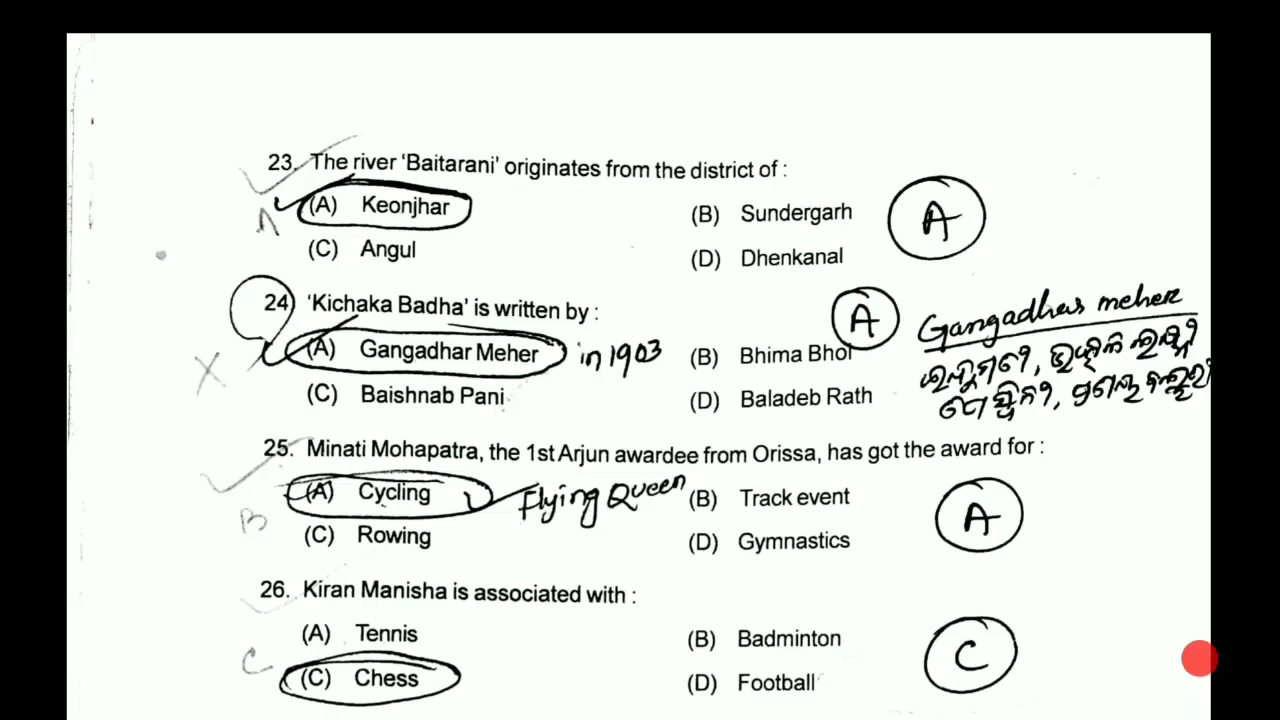 23. The river 'Baitarani' originates from the district of :
(A) Keonjhar (B) Sundergarh A
A
(C) Angul (D) Dhenkanal
24 'Kichaka Badha' is written by : A Gangadhar meher
(A) Gangadhar Meher in 1903 (B) Bhima Bhoi
X
(C) Baishnab Pani (D) Baladeb Rath
25. Minati Mohapatra, the 1st Arjun awardee from Orissa, has got the award for :
(A) Cycling Flying Queen (B) Track event A
B
(C) Rowing (D) Gymnastics
26. Kiran Manisha is associated with :
(A) Tennis (B) Badminton C
C
(C) Chess (D) Football